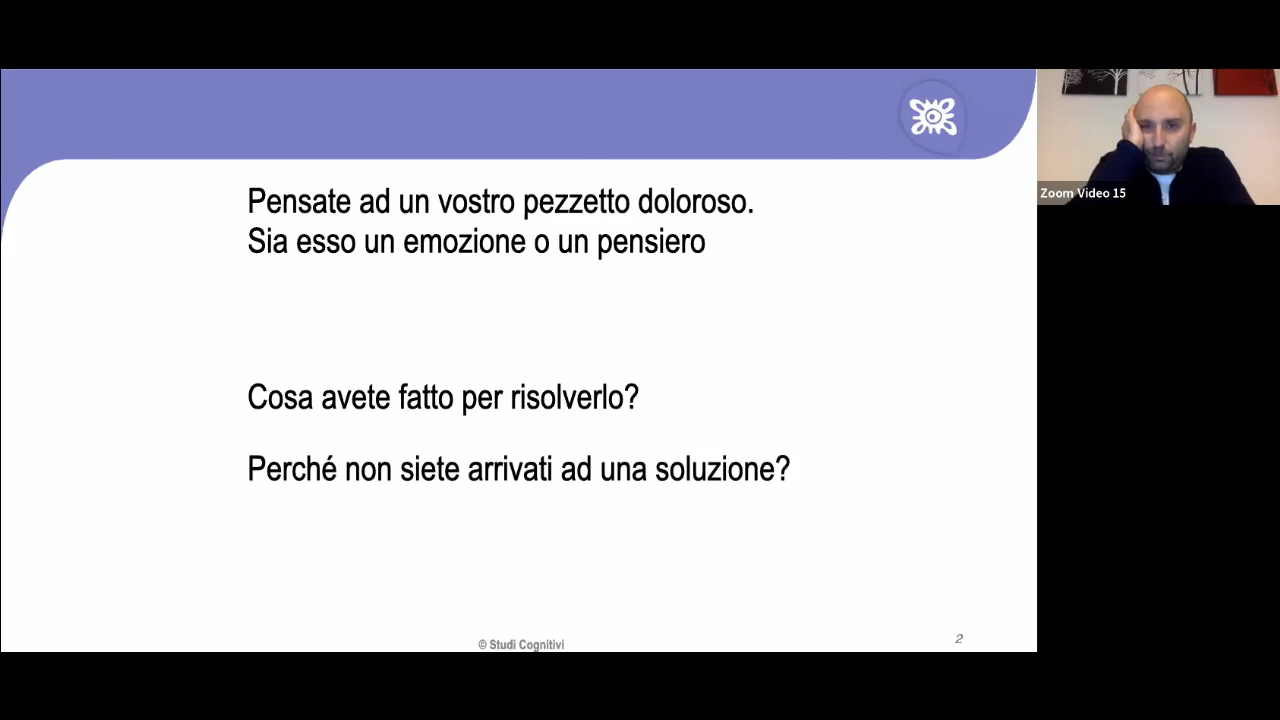 Pensate ad un vostro pezzetto doloroso.
Sia esso un emozione o un pensiero
Cosa avete fatto per risolverlo?
Perché non siete arrivati ad una soluzione?
© Studi Cognitivi
2
Zoom Video 15